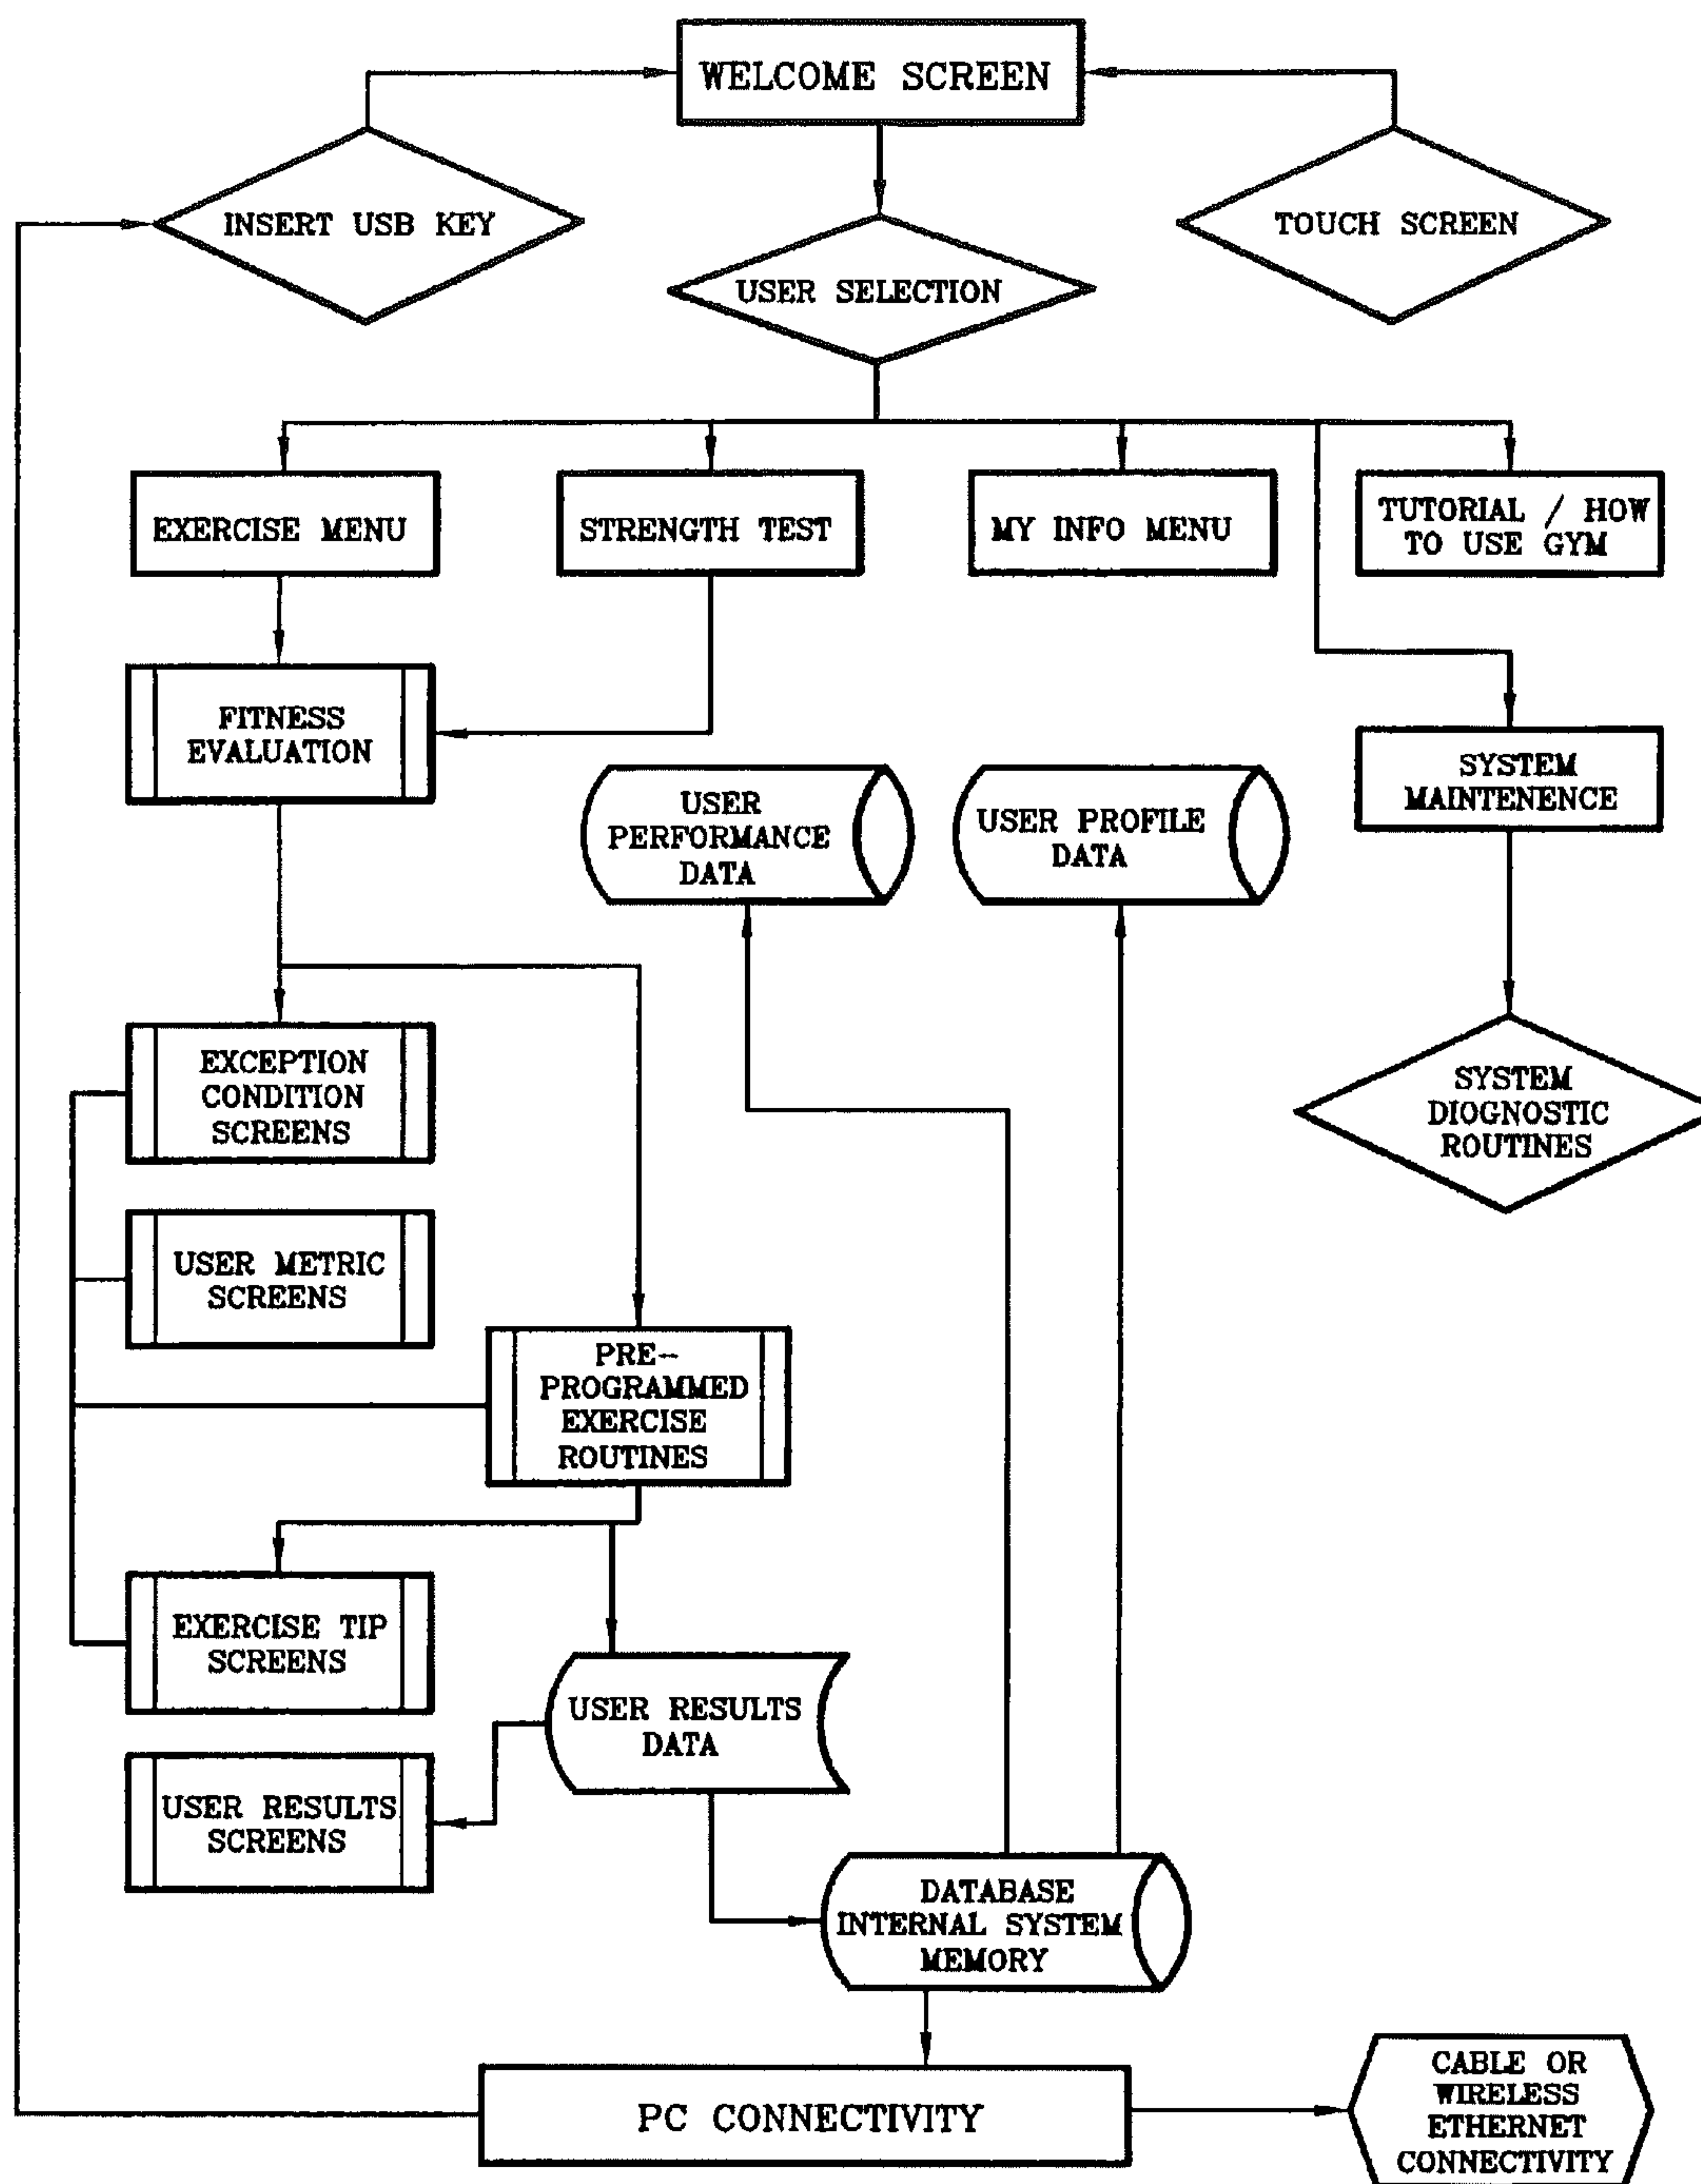 WELCOME SCREEN
INSERT USB KEY
TOUCH SCREEN
USER SELECTION
EXERCISE MENU
STRENGTH TEST
MY INFO MENU
TUTORIAL / HOW
TO USE GYM
FITNESS
EVALUATION
USER
PERFORMANCE
DATA
USER PROFILE
DATA
SYSTEM
MAINTENENCE
EXCEPTION
CONDITION
SCREENS
SYSTEM
DIOGNOSTIC
ROUTINES
USER METRIC
SCREENS
PRE-
PROGRAMMED
EXERCISE
ROUTINES
EXERCISE TIP
SCREENS
USER RESULTS
DATA
USER RESULTS
SCREENS
DATABASE
INTERNAL SYSTEM
MEMORY
PC CONNECTIVITY
CABLE OR
WIRELESS
ETHERNET
CONNECTIVITY